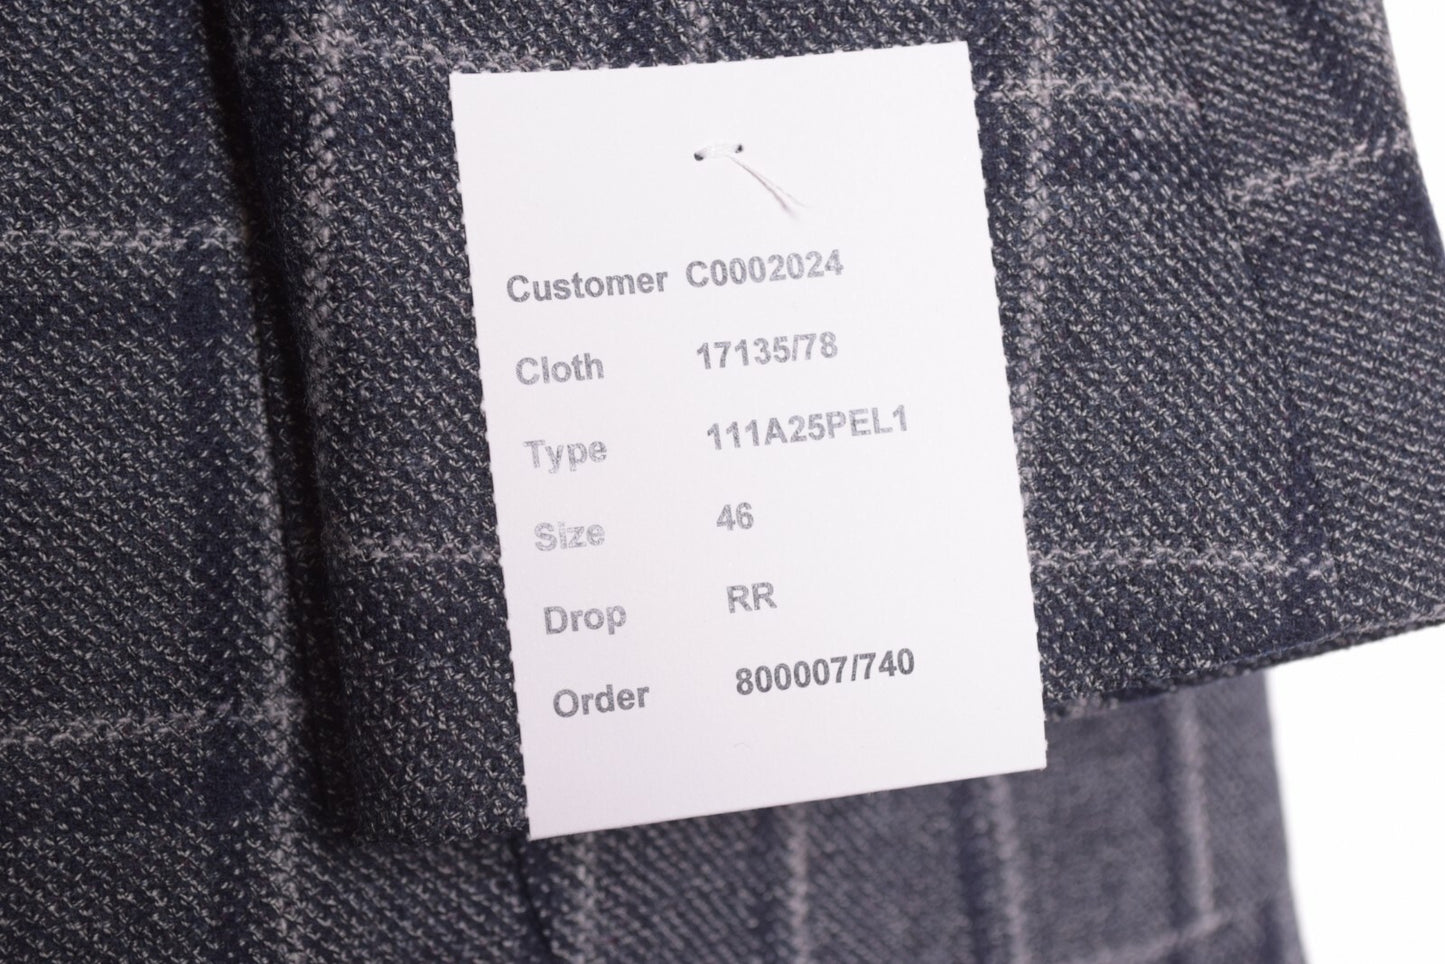 Customer C0002024
Cloth 17135/78
Type 111A25PEL1
Size 46
Drop RR
Order 800007/740